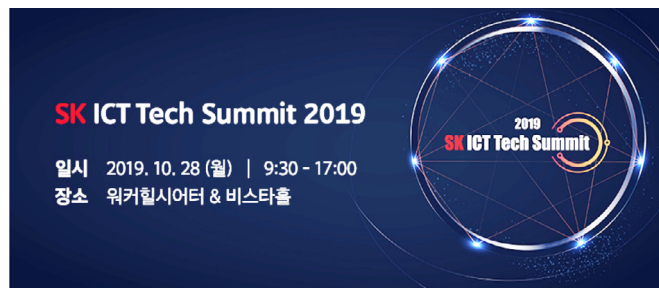 SK ICT Tech Summit 2019
일시 2019. 10. 28 (월) | 9:30 - 17:00
장소 워커힐시어터 & 비스타홀
2019
SK ICT Tech Summit